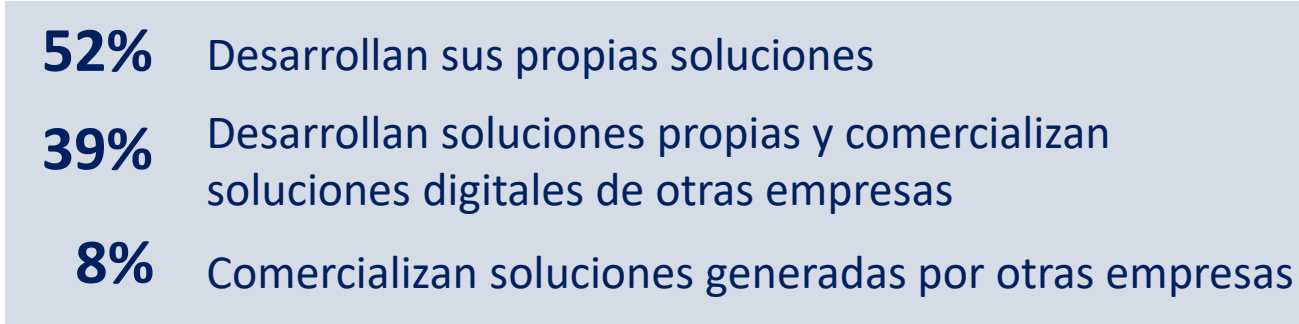 52% Desarrollan sus propias soluciones
39% Desarrollan soluciones propias y comercializan
soluciones digitales de otras empresas
8% Comercializan soluciones generadas por otras empresas